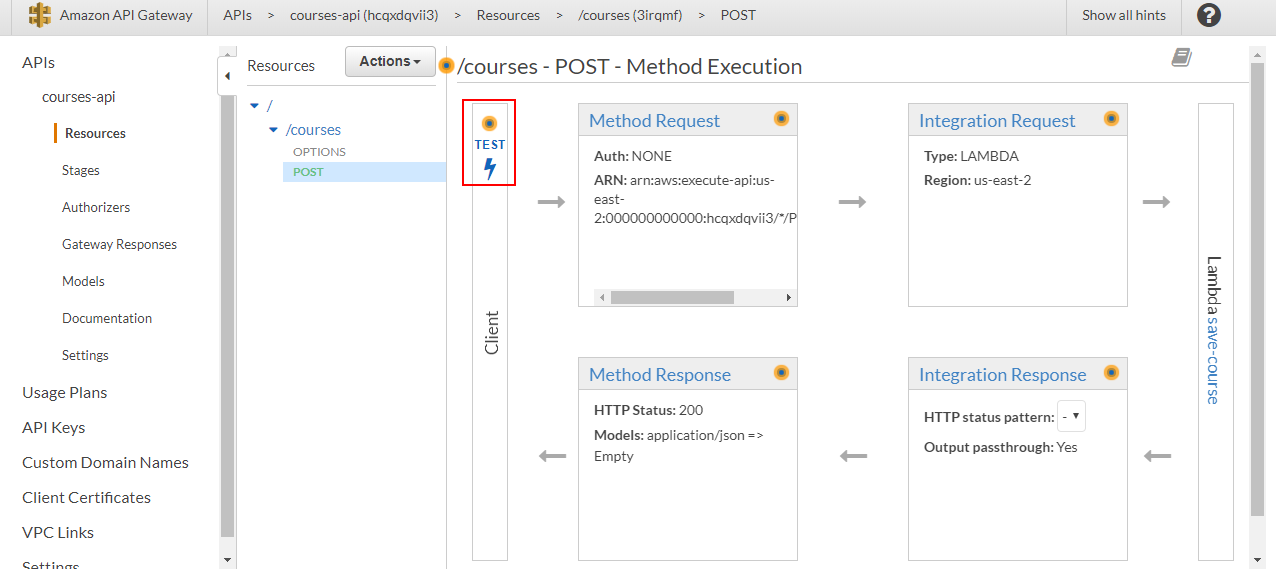 Amazon API Gateway
APIs > courses-api (hcqxdqvii3) > Resources > /courses (3irqmf) > POST
Show all hints
?
APIs
courses-api
Resources
Stages
Authorizers
Gateway Responses
Models
Documentation
Settings
Usage Plans
API Keys
Custom Domain Names
Client Certificates
VPC Links
Settings
Resources
Actions
/
/courses
OPTIONS
POST
/courses - POST - Method Execution
TEST
Client
Method Request
Auth: NONE
ARN: arn:aws:execute-api:us-
east-
2:000000000000:hcqxdqvii3/*/P
Integration Request
Type: LAMBDA
Region: us-east-2
Lambda save-course
Method Response
HTTP Status: 200
Models: application/json =>
Empty
Integration Response
HTTP status pattern: -
Output passthrough: Yes